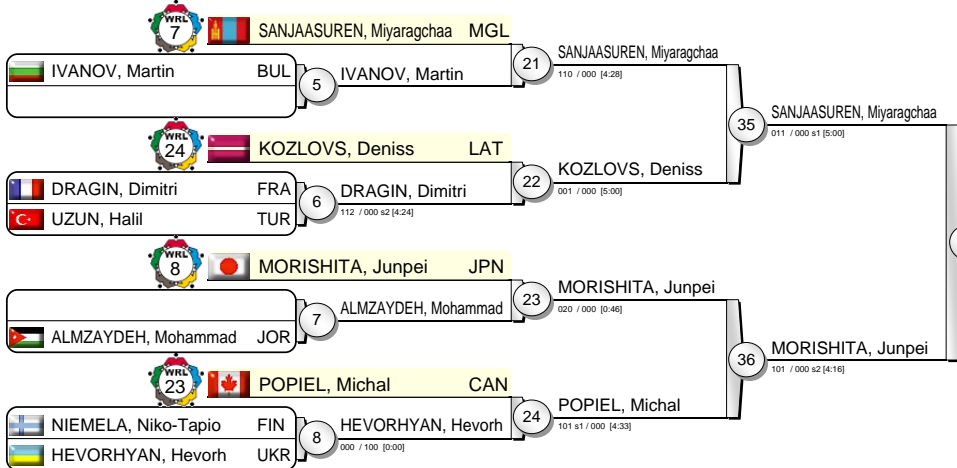 WRL 7 SANJAASUREN, Miyaragchaa MGL
IVANOV, Martin BUL
5 IVANOV, Martin
21 SANJAASUREN, Miyaragchaa
110 / 000 [4:28]
35 SANJAASUREN, Miyaragchaa
011 / 000 s1 [5:00]
WRL 24 KOZLOVS, Deniss LAT
DRAGIN, Dimitri FRA
UZUN, Halil TUR
6 DRAGIN, Dimitri
112 / 000 s2 [4:24]
22 KOZLOVS, Deniss
001 / 000 [5:00]
WRL 8 MORISHITA, Junpei JPN
ALMZAYDEH, Mohammad JOR
7 ALMZAYDEH, Mohammad
23 MORISHITA, Junpei
020 / 000 [0:46]
36 MORISHITA, Junpei
101 / 000 s2 [4:16]
WRL 23 POPIEL, Michal CAN
NIEMELA, Niko-Tapio FIN
HEVORHYAN, Hevorh UKR
8 HEVORHYAN, Hevorh
000 / 100 [0:00]
24 POPIEL, Michal
101 s1 / 000 [4:33]